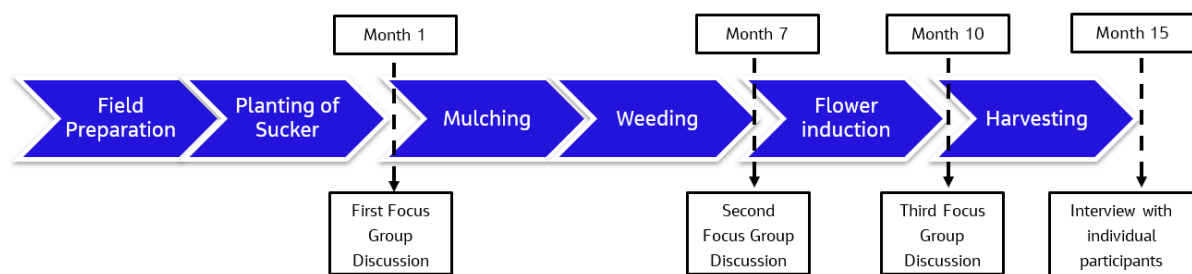 Month 1
Month 7
Month 10
Month 15
Field
Preparation
Planting of
Sucker
Mulching
Weeding
Flower
induction
Harvesting
First Focus
Group
Discussion
Second
Focus Group
Discussion
Third Focus
Group
Discussion
Interview with
individual
participants